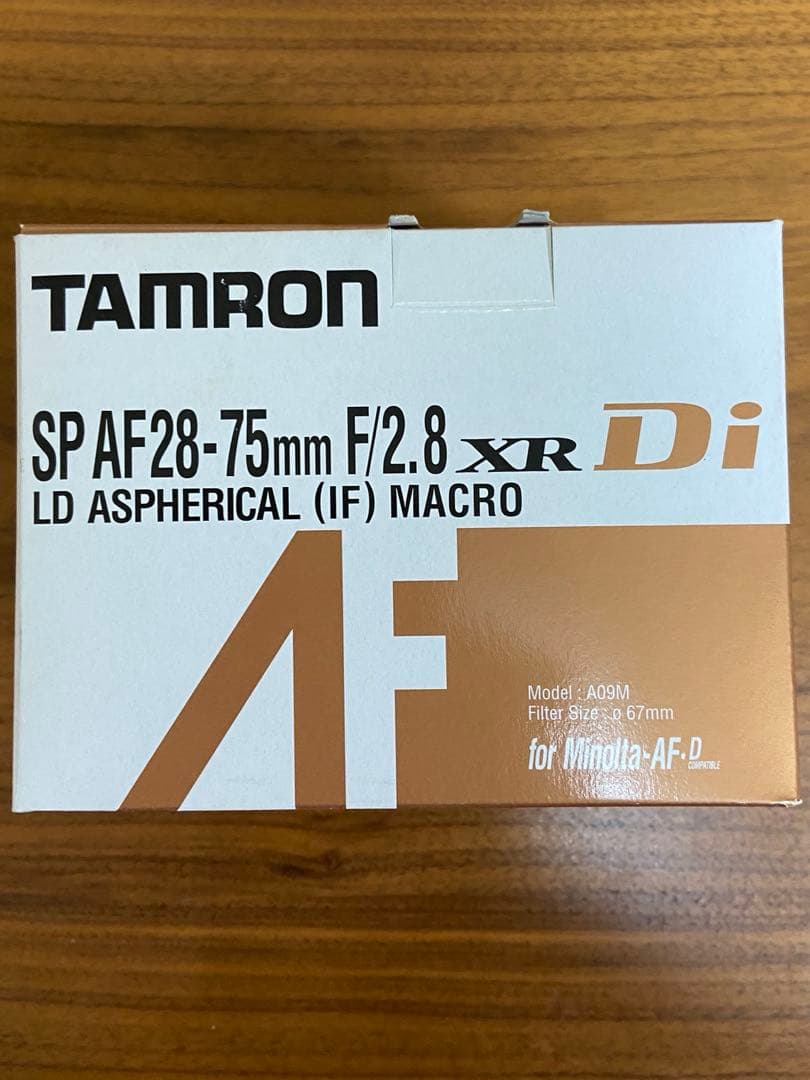 TAMRON
SP AF28-75mm F/2.8 XR Di
LD ASPHERICAL (IF) MACRO
AF
Model : A09M
Filter Size : ø 67mm
for Minolta-AF-D
COMPATIBLE